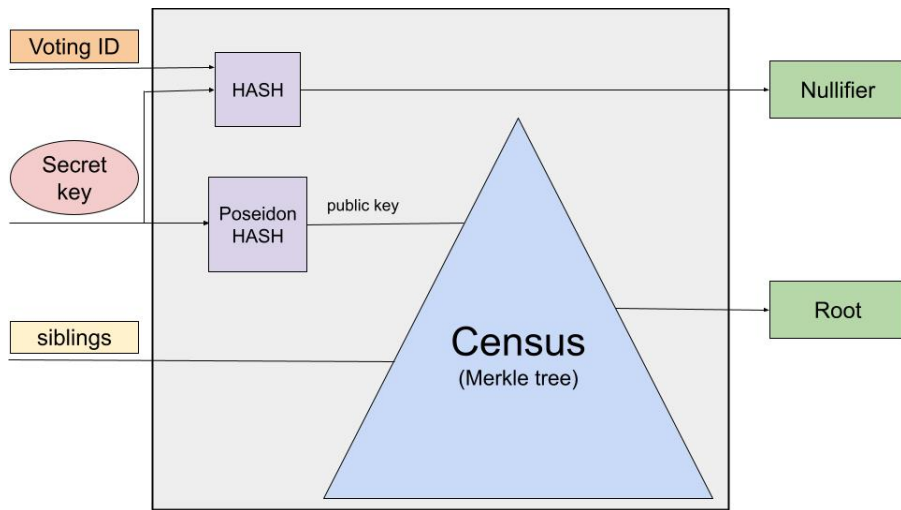 Voting ID
HASH
Nullifier
Secret
key
Poseidon
HASH
public key
siblings
Census
(Merkle tree)
Root